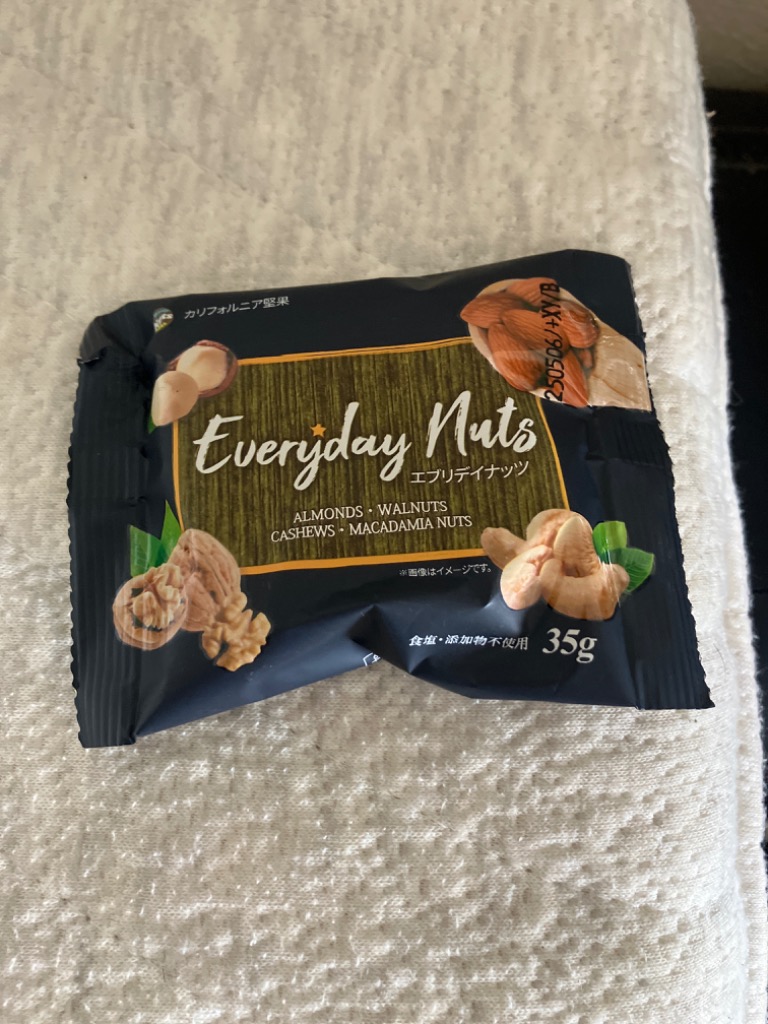 カリフォルニア堅果
250506/+XY/B
Everyday Nuts
エブリデイナッツ
ALMONDS・WALNUTS
CASHEWS・MACADAMIA NUTS
※画像はイメージです。
食塩・添加物不使用 35g